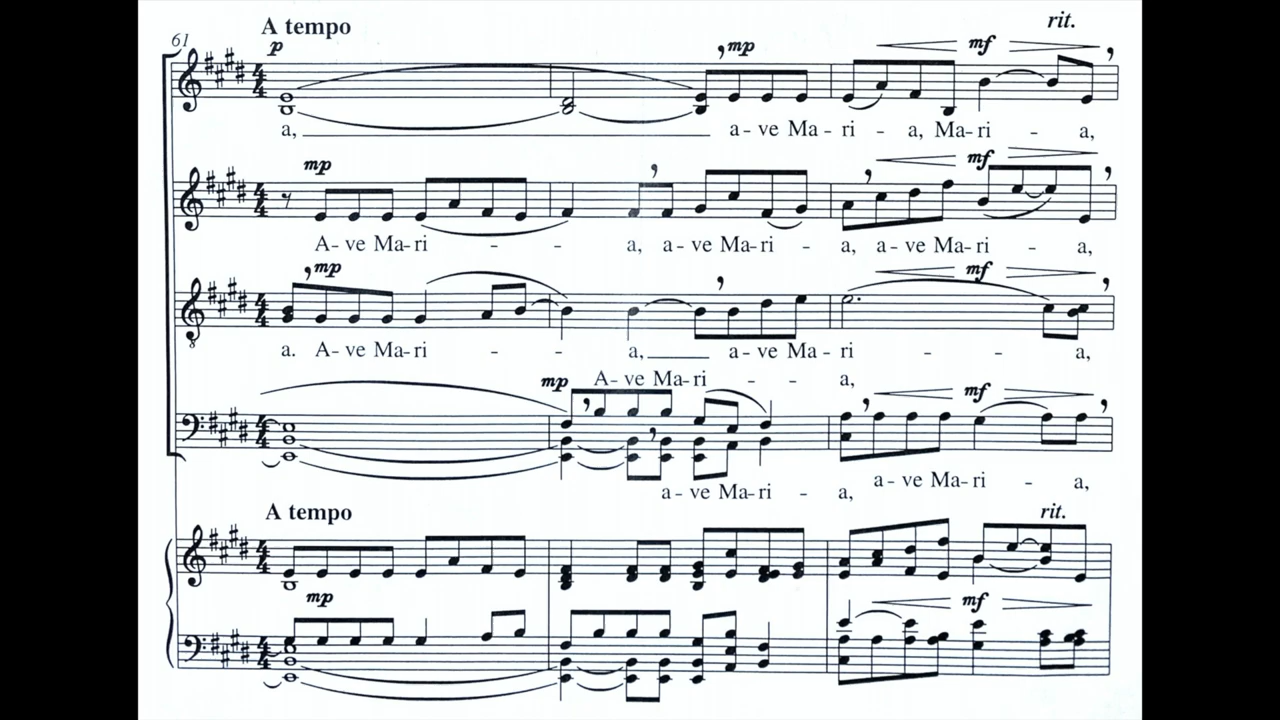 A tempo rit.
61 p mp mf
a, a - ve Ma - ri - a, Ma - ri - a,
mp mf
A - ve Ma - ri - a, a - ve Ma - ri - a, a - ve Ma - ri - a,
mp mf
8
a. A - ve Ma - ri - a, a - ve Ma - ri - a,
mp A - ve Ma - ri - - a,
mf
a - ve Ma - ri - a, a - ve Ma - ri - a,
A tempo rit.
mp mf